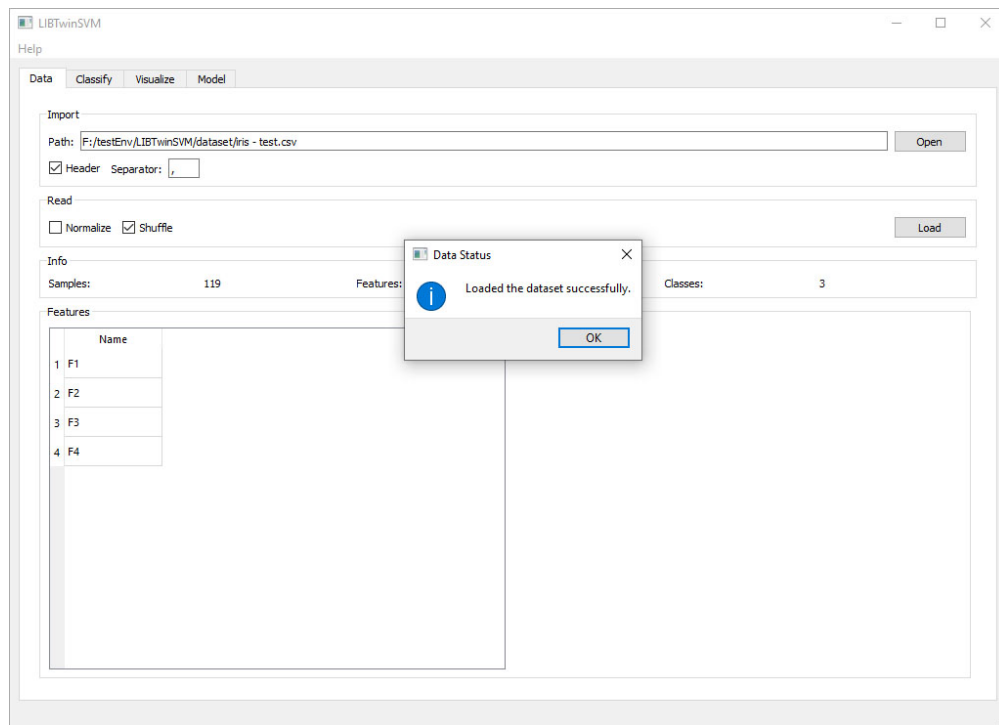 LIBTwinSVM
Help
Data Classify Visualize Model
Import
Path: F:/testEnv/LIBTwinSVM/dataset/iris - test.csv Open
Header Separator: ,
Read
Normalize Shuffle Load
Data Status
Info
Samples: 119 Features: Classes: 3
Loaded the dataset successfully.
OK
Features
Name
1 F1
2 F2
3 F3
4 F4